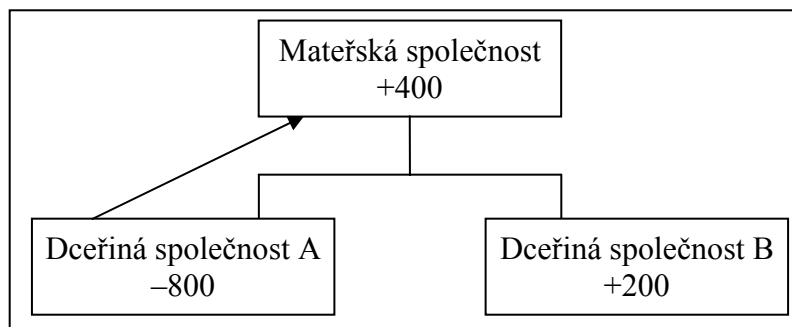 Mateřská společnost
+400
Dceřiná společnost A
–800
Dceřiná společnost B
+200